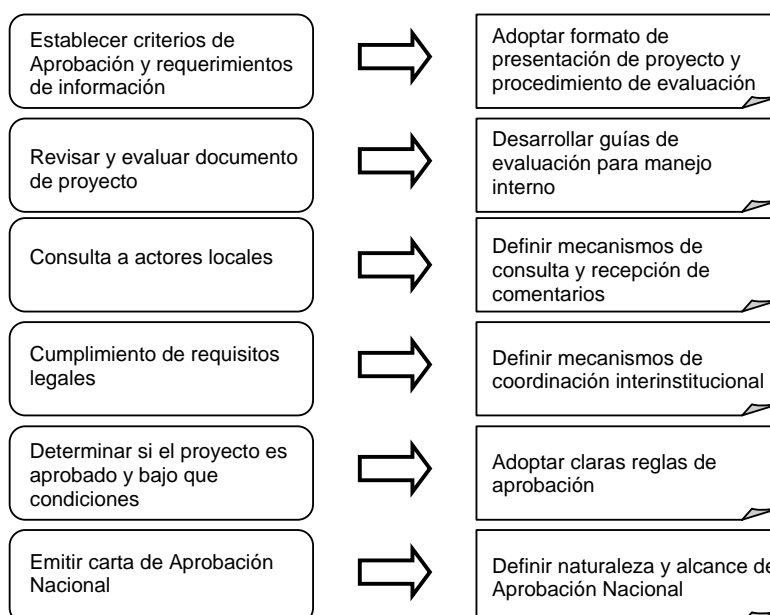 Establecer criterios de
Aprobación y requerimientos
de información
Adoptar formato de
presentación de proyecto y
procedimiento de evaluación
Revisar y evaluar documento
de proyecto
Desarrollar guías de
evaluación para manejo
interno
Consulta a actores locales
Definir mecanismos de
consulta y recepción de
comentarios
Cumplimiento de requisitos
legales
Definir mecanismos de
coordinación interinstitucional
Determinar si el proyecto es
aprobado y bajo que
condiciones
Adoptar claras reglas de
aprobación
Emitir carta de Aprobación
Nacional
Definir naturaleza y alcance de
Aprobación Nacional